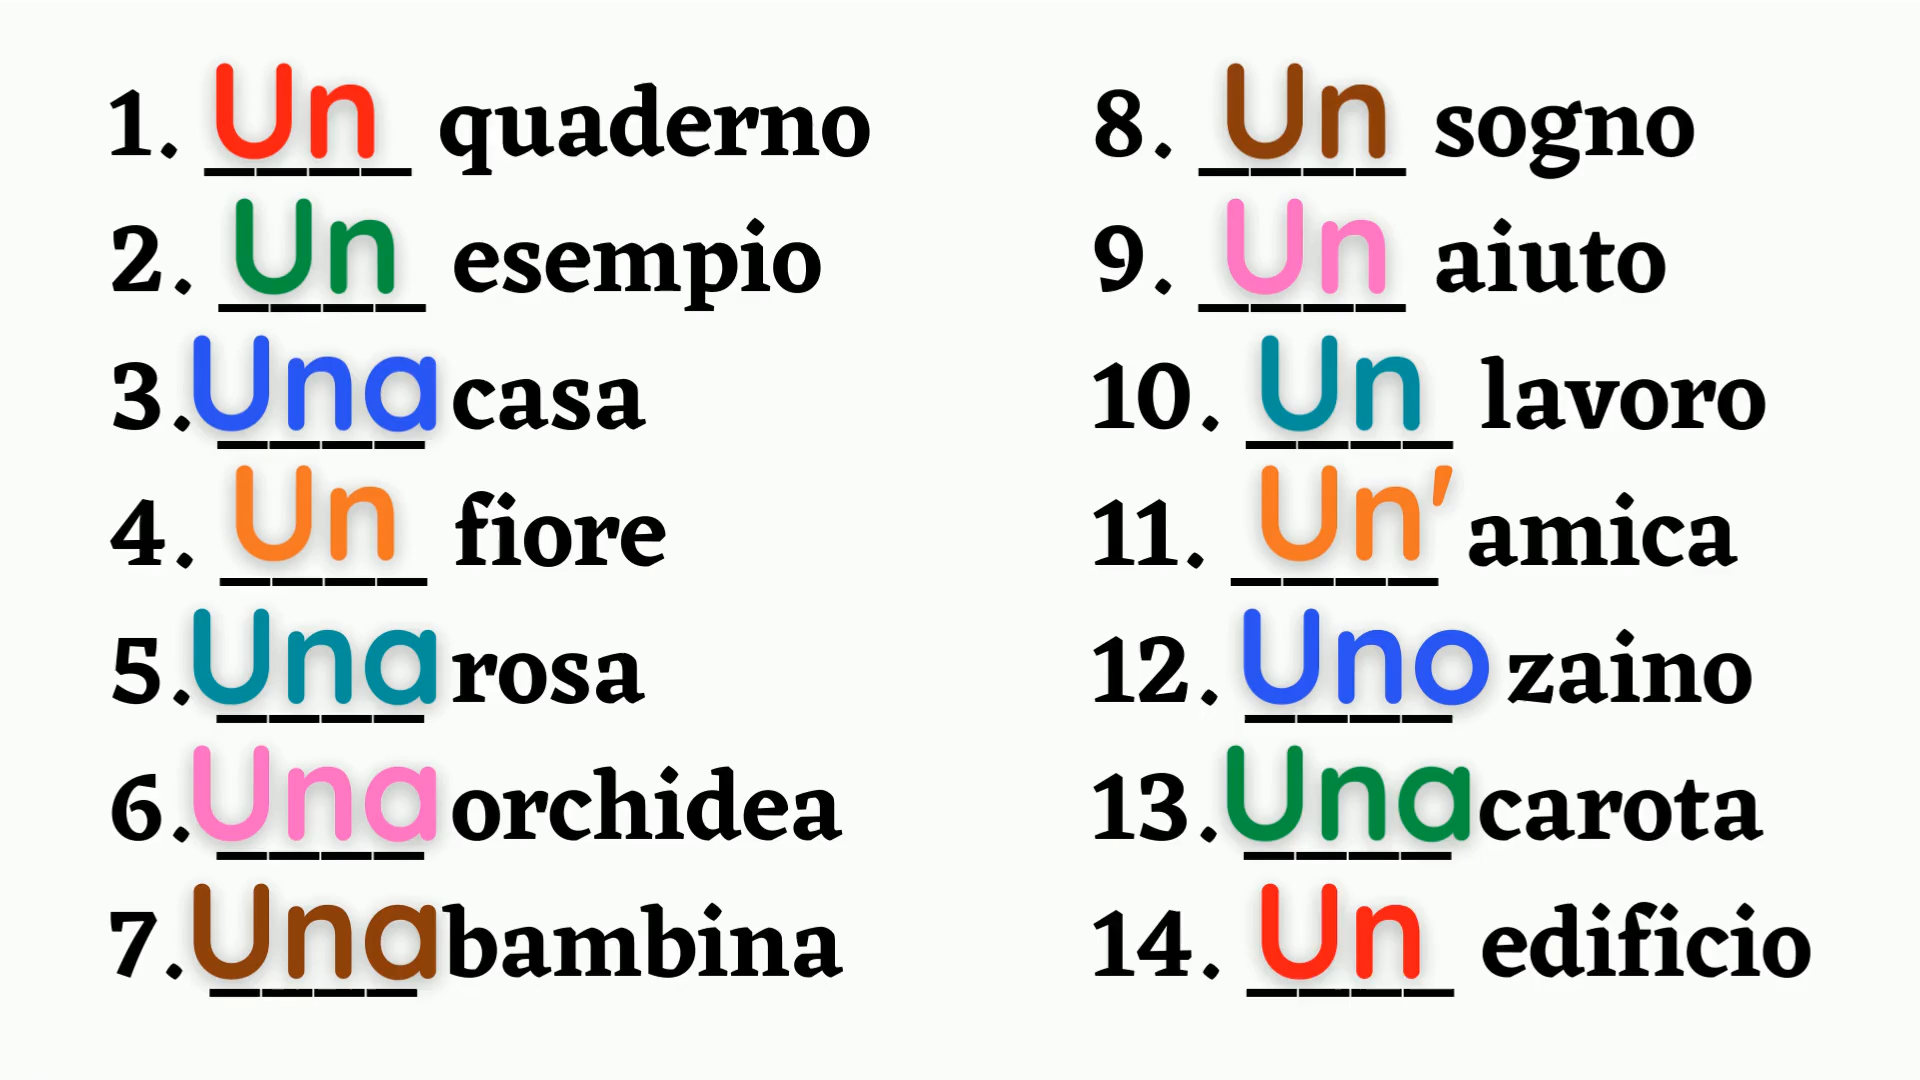 1. Un quaderno
2. Un esempio
3. Una casa
4. Un fiore
5. Una rosa
6. Una orchidea
7. Una bambina
8. Un sogno
9. Un aiuto
10. Un lavoro
11. Un' amica
12. Uno zaino
13. Una carota
14. Un edificio